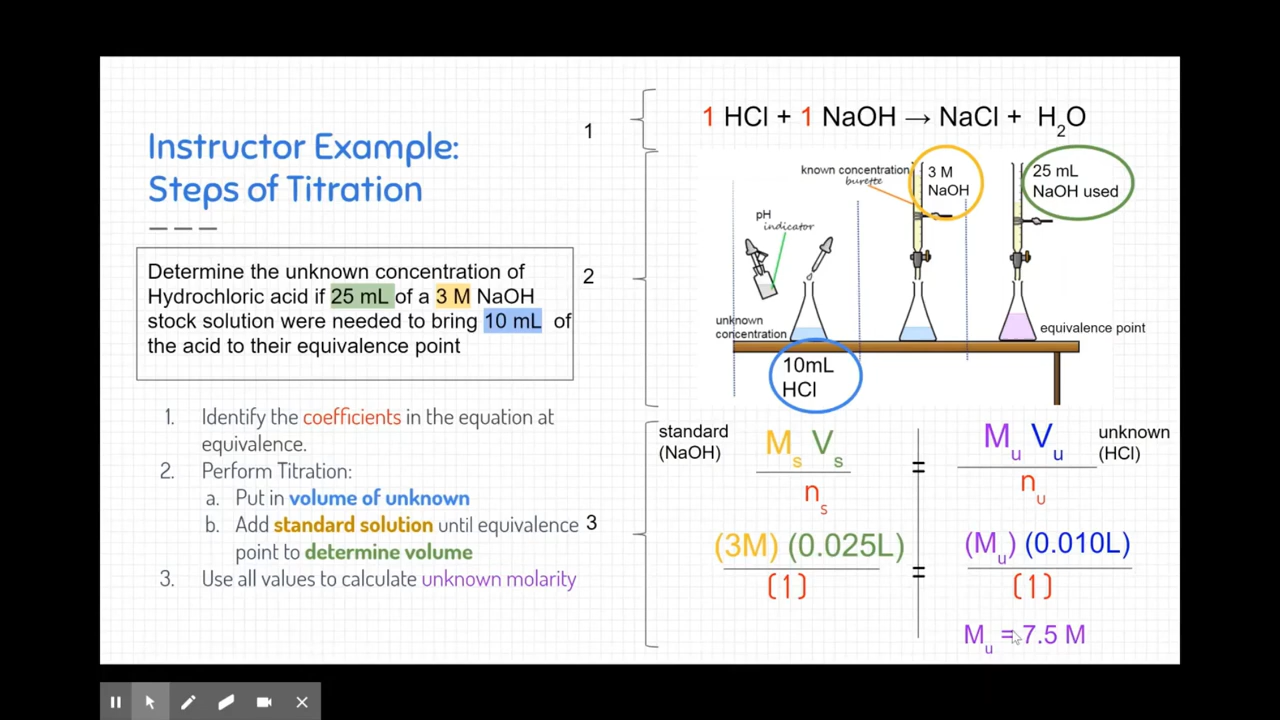 Instructor Example:
Steps of Titration
Determine the unknown concentration of
Hydrochloric acid if 25 mL of a 3 M NaOH
stock solution were needed to bring 10 mL of
the acid to their equivalence point
1. Identify the coefficients in the equation at
equivalence.
2. Perform Titration:
a. Put in volume of unknown
b. Add standard solution until equivalence
point to determine volume
3. Use all values to calculate unknown molarity
1
1 HCl + 1 NaOH → NaCl + H₂O
2
known concentration
burette
3 M
NaOH
25 mL
NaOH used
pH
indicator
unknown
concentration
equivalence point
10mL
HCl
3
standard
(NaOH)
Mₛ Vₛ
nₛ
=
Mᵤ Vᵤ
nᵤ
unknown
(HCl)
(3M) (0.025L)
(1)
=
(Mᵤ) (0.010L)
(1)
Mᵤ = 7.5 M